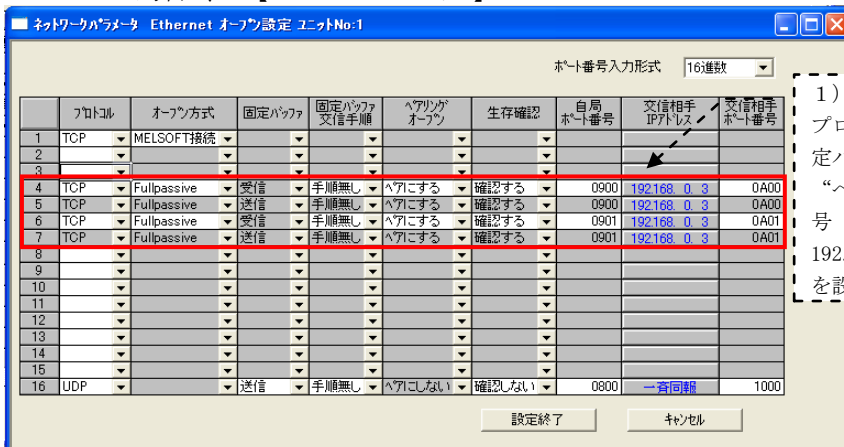 ネットワークパラメータ Ethernet オープン設定 ユニットNo:1
ポート番号入力形式 16進数
プロトコル オープン方式 固定バッファ 固定バッファ交信手順 ペアリングオープン 生存確認 自局ポート番号 交信相手IPアドレス 交信相手ポート番号
1 TCP MELSOFT接続
2
3
4 TCP Fullpassive 受信 手順無し ペアにする 確認する 0900 192.168. 0. 3 0A00
5 TCP Fullpassive 送信 手順無し ペアにする 確認する 0900 192.168. 0. 3 0A00
6 TCP Fullpassive 受信 手順無し ペアにする 確認する 0901 192.168. 0. 3 0A01
7 TCP Fullpassive 送信 手順無し ペアにする 確認する 0901 192.168. 0. 3 0A01
8
9
10
11
12
13
14
15
16 UDP 送信 手順無し ペアにしない 確認しない 0800 一斉同報 1000
設定終了 キャンセル
1)
プロ
定バ
“ペ
号
192.
を設